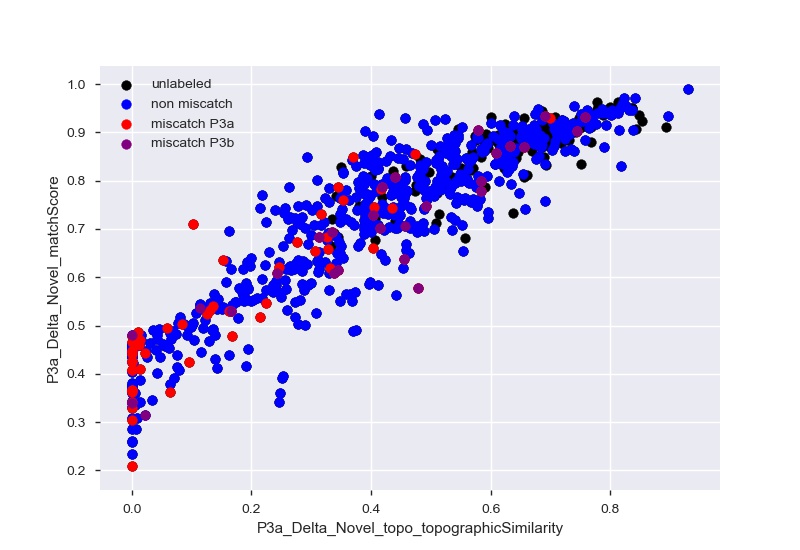 unlabeled
non miscatch
miscatch P3a
miscatch P3b
1.0
0.9
0.8
0.7
0.6
0.5
0.4
0.3
0.2
P3a_Delta_Novel_matchScore
0.0 0.2 0.4 0.6 0.8
P3a_Delta_Novel_topo_topographicSimilarity